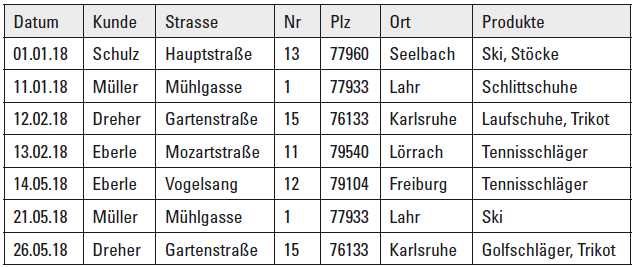 Datum Kunde Strasse Nr Plz Ort Produkte
01.01.18 Schulz Hauptstraße 13 77960 Seelbach Ski, Stöcke
11.01.18 Müller Mühlgasse 1 77933 Lahr Schlittschuhe
12.02.18 Dreher Gartenstraße 15 76133 Karlsruhe Laufschuhe, Trikot
13.02.18 Eberle Mozartstraße 11 79540 Lörrach Tennisschläger
14.05.18 Eberle Vogelsang 12 79104 Freiburg Tennisschläger
21.05.18 Müller Mühlgasse 1 77933 Lahr Ski
26.05.18 Dreher Gartenstraße 15 76133 Karlsruhe Golfschläger, Trikot